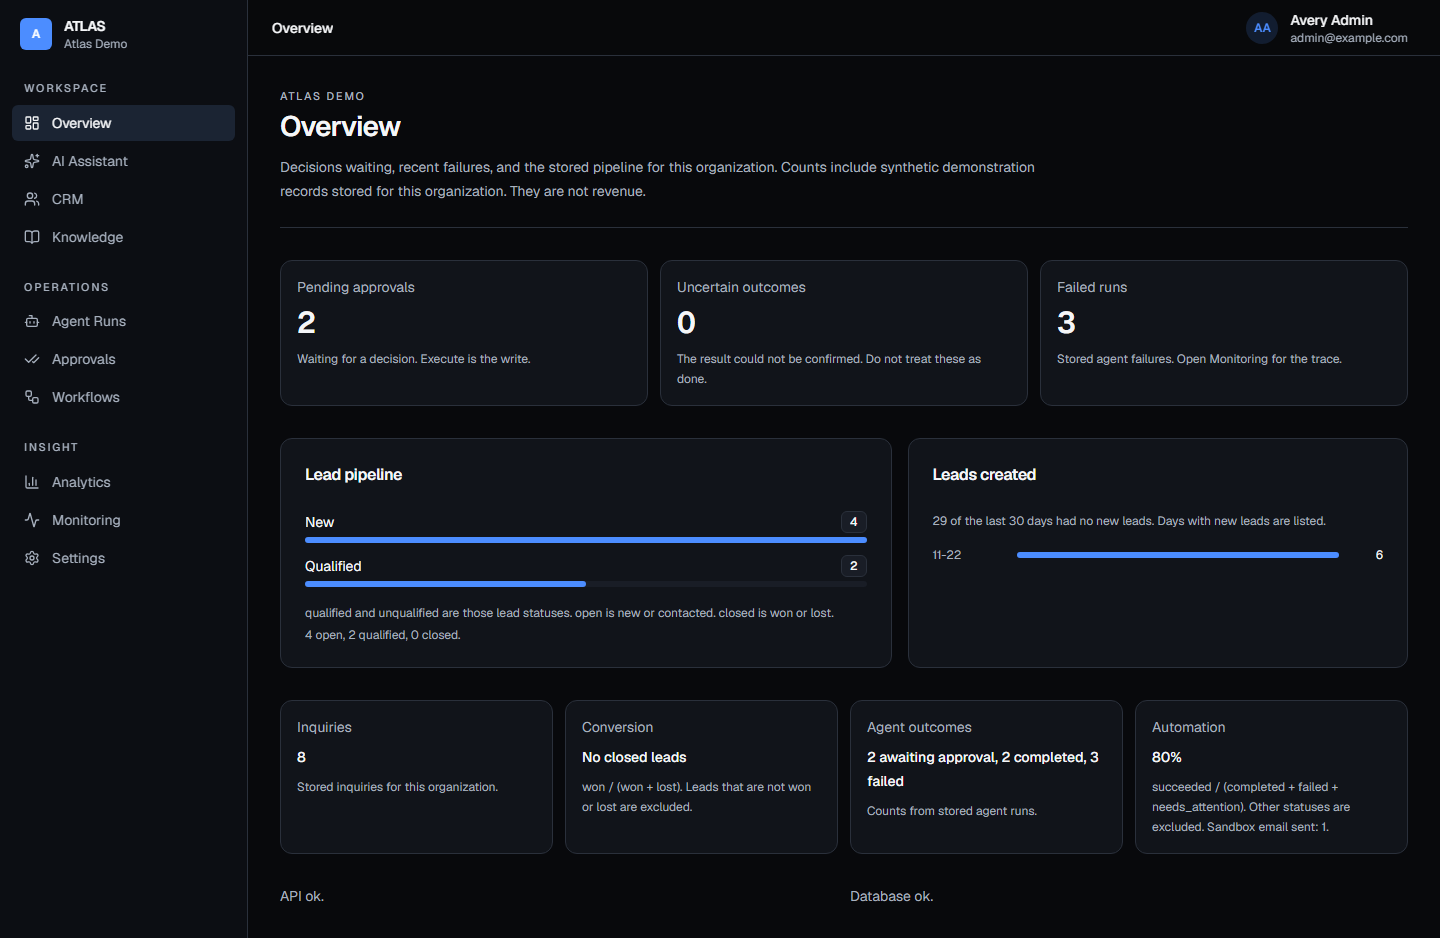 A
ATLAS
Atlas Demo
WORKSPACE
Overview
AI Assistant
CRM
Knowledge
OPERATIONS
Agent Runs
Approvals
Workflows
INSIGHT
Analytics
Monitoring
Settings
Overview
AA
Avery Admin
admin@example.com
ATLAS DEMO
Overview
Decisions waiting, recent failures, and the stored pipeline for this organization. Counts include synthetic demonstration
records stored for this organization. They are not revenue.
Pending approvals
2
Waiting for a decision. Execute is the write.
Uncertain outcomes
0
The result could not be confirmed. Do not treat these as
done.
Failed runs
3
Stored agent failures. Open Monitoring for the trace.
Lead pipeline
New 4
Qualified 2
qualified and unqualified are those lead statuses. open is new or contacted. closed is won or lost.
4 open, 2 qualified, 0 closed.
Leads created
29 of the last 30 days had no new leads. Days with new leads are listed.
11-22 6
Inquiries
8
Stored inquiries for this organization.
Conversion
No closed leads
won / (won + lost). Leads that are not won
or lost are excluded.
Agent outcomes
2 awaiting approval, 2 completed, 3
failed
Counts from stored agent runs.
Automation
80%
succeeded / (completed + failed +
needs_attention). Other statuses are
excluded. Sandbox email sent: 1.
API ok.
Database ok.